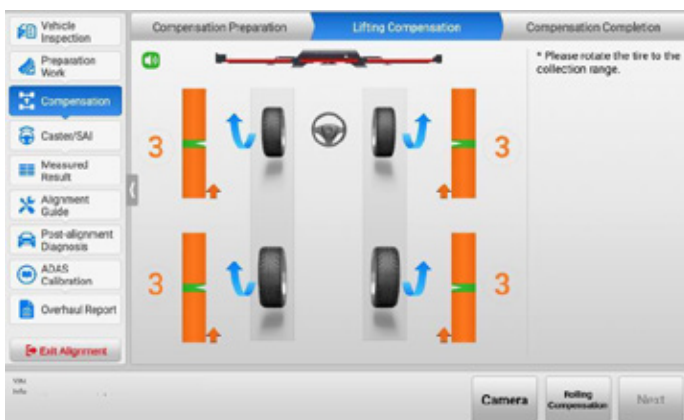 Vehicle
Inspection
Preparation
Work
Compensation
Caster/SAI
Measured
Result
Alignment
Guide
Post-alignment
Diagnosis
ADAS
Calibration
Overhaul Report
Exit Alignment
Compensation Preparation
Lifting Compensation
Compensation Completion
* Please rotate the tire to the
collection range.
3
3
3
3
Info
Camera
Rolling
Compensation
Next